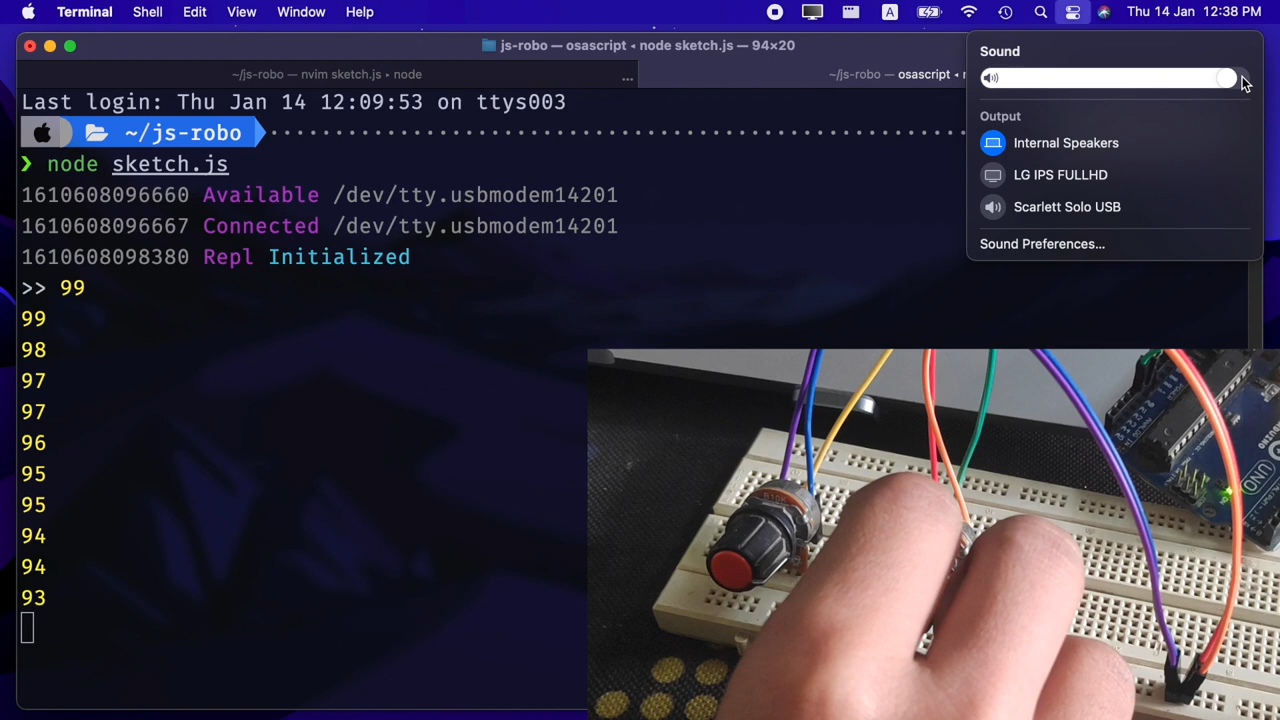 Terminal Shell Edit View Window Help A Thu 14 Jan 12:38 PM
js-robo — osascript ◂ node sketch.js — 94×20
~/js-robo — nvim sketch.js ▸ node ...
~/js-robo — osascript ◂
Last login: Thu Jan 14 12:09:53 on ttys003
~/js-robo
❯ node sketch.js
1610608096660 Available /dev/tty.usbmodem14201
1610608096667 Connected /dev/tty.usbmodem14201
1610608098380 Repl Initialized
>> 99
99
98
97
97
96
95
95
94
94
93
Sound
Output
Internal Speakers
LG IPS FULLHD
Scarlett Solo USB
Sound Preferences...
UNO